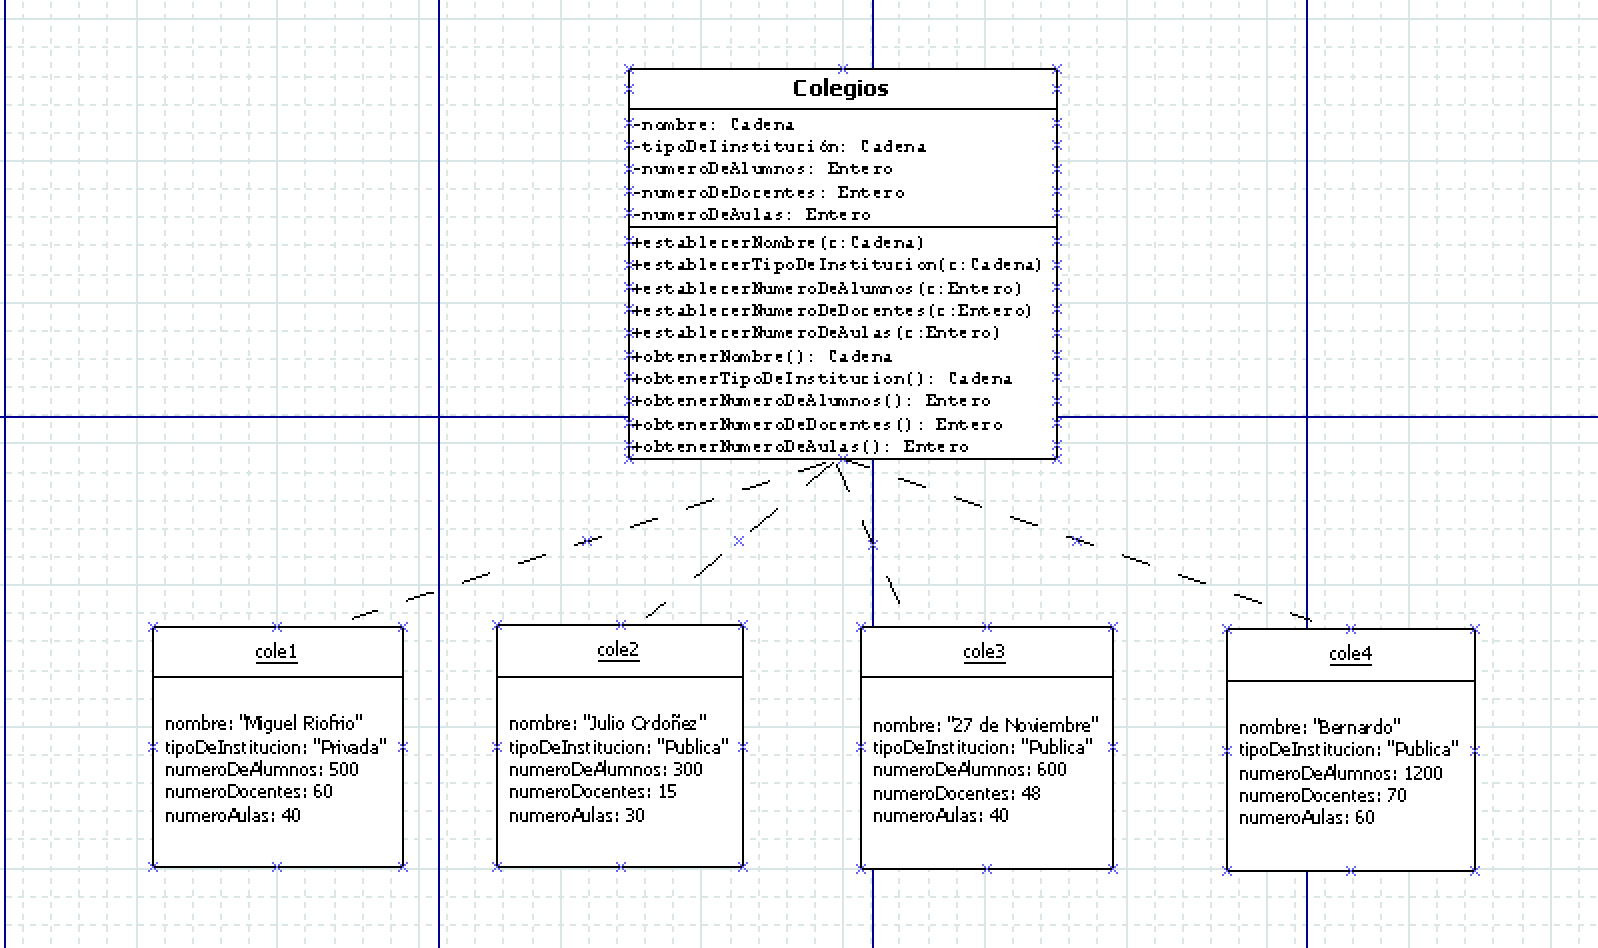 Colegios
-nombre: Cadena
-tipoDeIinstitución: Cadena
-numeroDeAlumnos: Entero
-numeroDeDocentes: Entero
-numeroDeAulas: Entero
+establecerNombre(c:Cadena)
+establecerTipoDeInstitucion(c:Cadena)
+establecerNumeroDeAlumnos(c:Entero)
+establecerNumeroDeDocentes(c:Entero)
+establecerNumeroDeAulas(c:Entero)
+obtenerNombre(): Cadena
+obtenerTipoDeInstitucion(): Cadena
+obtenerNumeroDeAlumnos(): Entero
+obtenerNumeroDeDocentes(): Entero
+obtenerNumeroDeAulas(): Entero
cole1
nombre: "Miguel Riofrio"
tipoDeInstitucion: "Privada"
numeroDeAlumnos: 500
numeroDocentes: 60
numeroAulas: 40
cole2
nombre: "Julio Ordoñez"
tipoDeInstitucion: "Publica"
numeroDeAlumnos: 300
numeroDocentes: 15
numeroAulas: 30
cole3
nombre: "27 de Noviembre"
tipoDeInstitucion: "Publica"
numeroDeAlumnos: 600
numeroDocentes: 48
numeroAulas: 40
cole4
nombre: "Bernardo"
tipoDeInstitucion: "Publica"
numeroDeAlumnos: 1200
numeroDocentes: 70
numeroAulas: 60